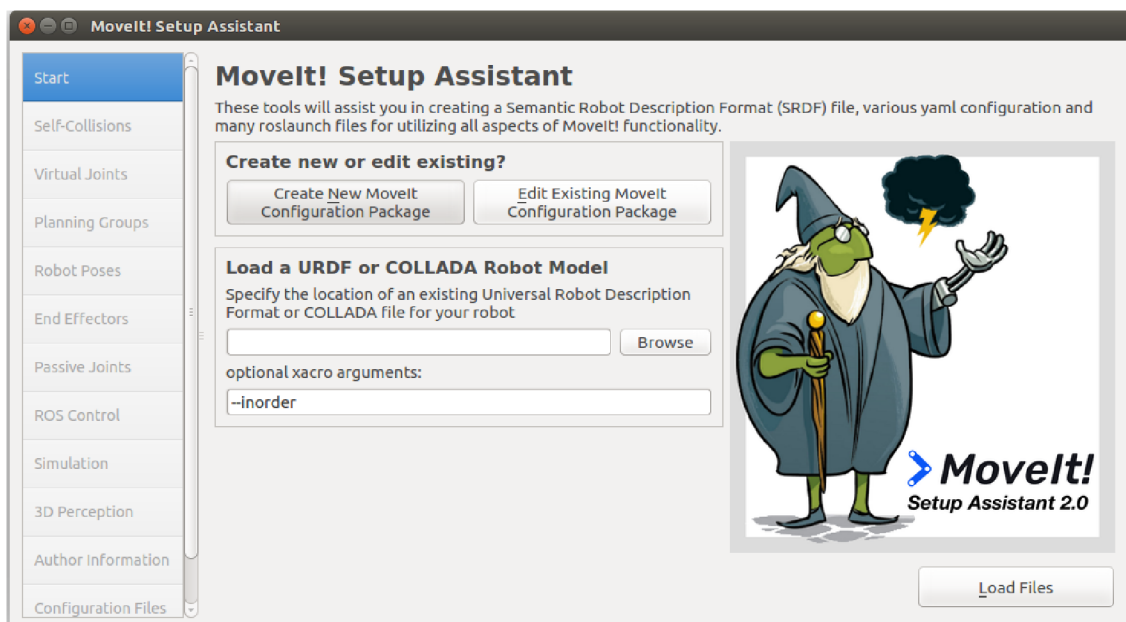 MoveIt! Setup Assistant
Start
Self-Collisions
Virtual Joints
Planning Groups
Robot Poses
End Effectors
Passive Joints
ROS Control
Simulation
3D Perception
Author Information
Configuration Files
MoveIt! Setup Assistant
These tools will assist you in creating a Semantic Robot Description Format (SRDF) file, various yaml configuration and
many roslaunch files for utilizing all aspects of MoveIt! functionality.
Create new or edit existing?
Create New MoveIt
Configuration Package
Edit Existing MoveIt
Configuration Package
Load a URDF or COLLADA Robot Model
Specify the location of an existing Universal Robot Description
Format or COLLADA file for your robot
Browse
optional xacro arguments:
--inorder
MoveIt!
Setup Assistant 2.0
Load Files